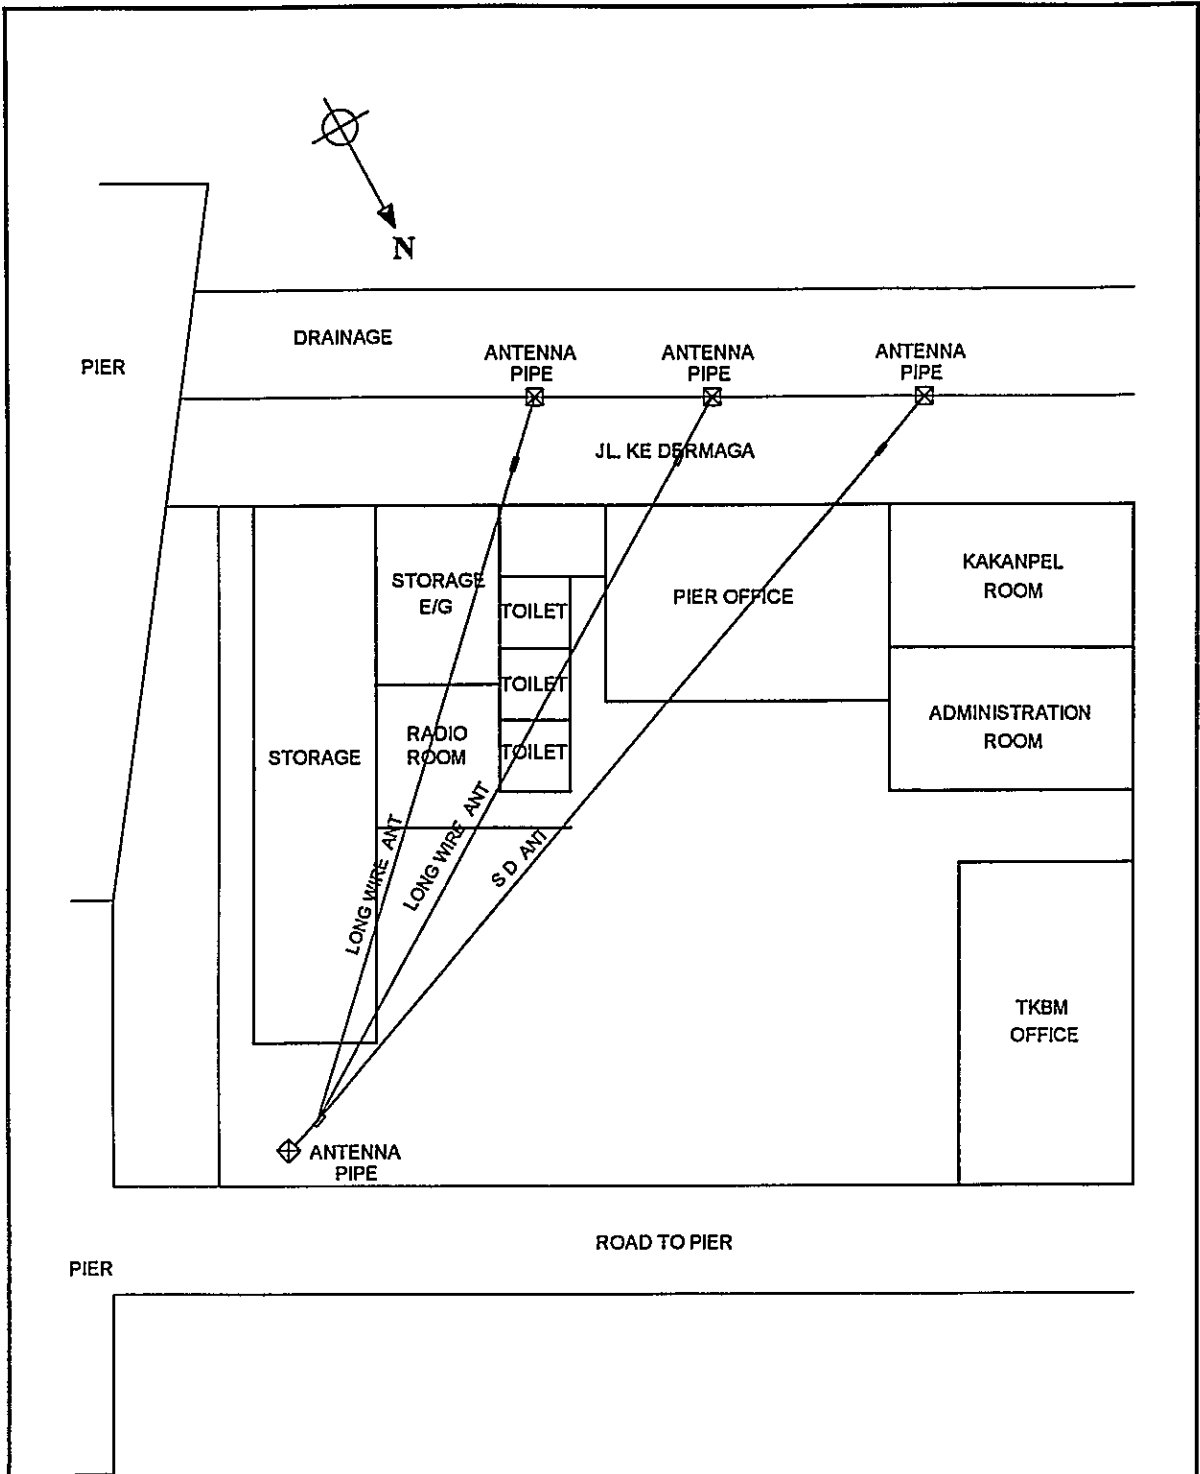 N
DRAINAGE
PIER
ANTENNA
PIPE
ANTENNA
PIPE
ANTENNA
PIPE
JL. KE DERMAGA
STORAGE
E/G
TOILET
TOILET
TOILET
PIER OFFICE
KAKANPEL
ROOM
ADMINISTRATION
ROOM
RADIO
ROOM
STORAGE
LONG WIRE ANT
LONG WIRE ANT
S D ANT
TKBM
OFFICE
ANTENNA
PIPE
ROAD TO PIER
PIER